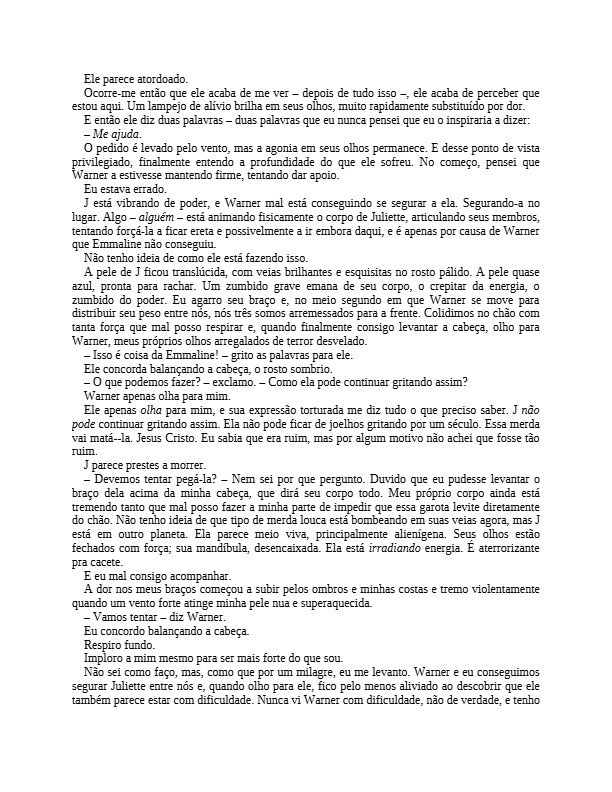 Ele parece atordoado.
Ocorre-me então que ele acaba de me ver – depois de tudo isso –, ele acaba de perceber que
estou aqui. Um lampejo de alívio brilha em seus olhos, muito rapidamente substituído por dor.
E então ele diz duas palavras – duas palavras que eu nunca pensei que eu o inspiraria a dizer:
– Me ajuda.
O pedido é levado pelo vento, mas a agonia em seus olhos permanece. E desse ponto de vista
privilegiado, finalmente entendo a profundidade do que ele sofreu. No começo, pensei que
Warner a estivesse mantendo firme, tentando dar apoio.
Eu estava errado.
J está vibrando de poder, e Warner mal está conseguindo se segurar a ela. Segurando-a no
lugar. Algo – alguém – está animando fisicamente o corpo de Juliette, articulando seus membros,
tentando forçá-la a ficar ereta e possivelmente a ir embora daqui, e é apenas por causa de Warner
que Emmaline não conseguiu.
Não tenho ideia de como ele está fazendo isso.
A pele de J ficou translúcida, com veias brilhantes e esquisitas no rosto pálido. A pele quase
azul, pronta para rachar. Um zumbido grave emana de seu corpo, o crepitar da energia, o
zumbido do poder. Eu agarro seu braço e, no meio segundo em que Warner se move para
distribuir seu peso entre nós, nós três somos arremessados para a frente. Colidimos no chão com
tanta força que mal posso respirar e, quando finalmente consigo levantar a cabeça, olho para
Warner, meus próprios olhos arregalados de terror desvelado.
– Isso é coisa da Emmaline! – grito as palavras para ele.
Ele concorda balançando a cabeça, o rosto sombrio.
– O que podemos fazer? – exclamo. – Como ela pode continuar gritando assim?
Warner apenas olha para mim.
Ele apenas olha para mim, e sua expressão torturada me diz tudo o que preciso saber. J não
pode continuar gritando assim. Ela não pode ficar de joelhos gritando por um século. Essa merda
vai matá--la. Jesus Cristo. Eu sabia que era ruim, mas por algum motivo não achei que fosse tão
ruim.
J parece prestes a morrer.
– Devemos tentar pegá-la? – Nem sei por que pergunto. Duvido que eu pudesse levantar o
braço dela acima da minha cabeça, que dirá seu corpo todo. Meu próprio corpo ainda está
tremendo tanto que mal posso fazer a minha parte de impedir que essa garota levite diretamente
do chão. Não tenho ideia de que tipo de merda louca está bombeando em suas veias agora, mas J
está em outro planeta. Ela parece meio viva, principalmente alienígena. Seus olhos estão
fechados com força; sua mandíbula, desencaixada. Ela está irradiando energia. É aterrorizante
pra cacete.
E eu mal consigo acompanhar.
A dor nos meus braços começou a subir pelos ombros e minhas costas e tremo violentamente
quando um vento forte atinge minha pele nua e superaquecida.
– Vamos tentar – diz Warner.
Eu concordo balançando a cabeça.
Respiro fundo.
Imploro a mim mesmo para ser mais forte do que sou.
Não sei como faço, mas, como que por um milagre, eu me levanto. Warner e eu conseguimos
segurar Juliette entre nós e, quando olho para ele, fico pelo menos aliviado ao descobrir que ele
também parece estar com dificuldade. Nunca vi Warner com dificuldade, não de verdade, e tenho